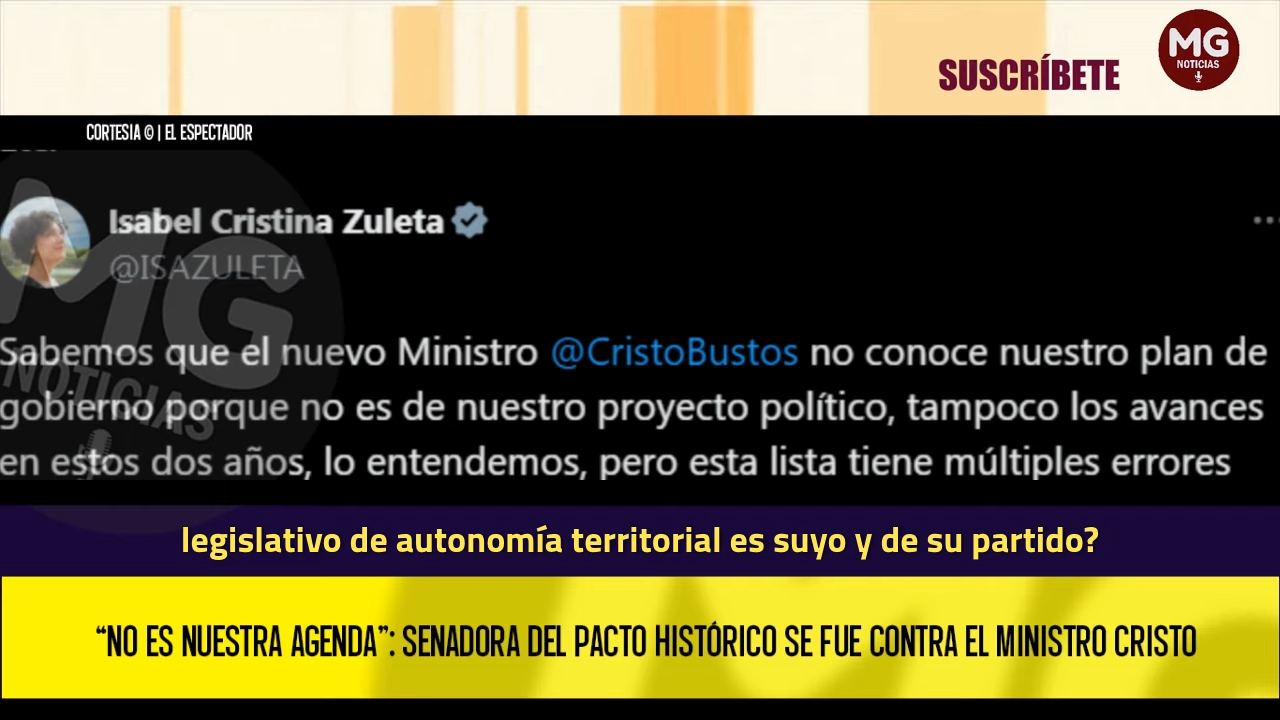 SUSCRÍBETE
MG
NOTICIAS
CORTESIA © | EL ESPECTADOR
Isabel Cristina Zuleta
@ISAZULETA
Sabemos que el nuevo Ministro @CristoBustos no conoce nuestro plan de
gobierno porque no es de nuestro proyecto político, tampoco los avances
en estos dos años, lo entendemos, pero esta lista tiene múltiples errores
MG
NOTICIAS
legislativo de autonomía territorial es suyo y de su partido?
“NO ES NUESTRA AGENDA”: SENADORA DEL PACTO HISTÓRICO SE FUE CONTRA EL MINISTRO CRISTO